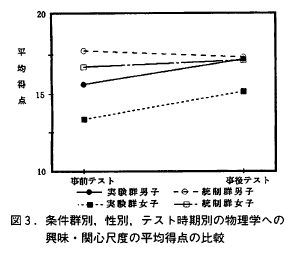 平均得点
20
15
10
事前テスト 事後テスト
実験群男子 統制群男子
実験群女子 統制群女子
図3. 条件群別,性別,テスト時期別の物理学への
興味・関心尺度の平均得点の比較